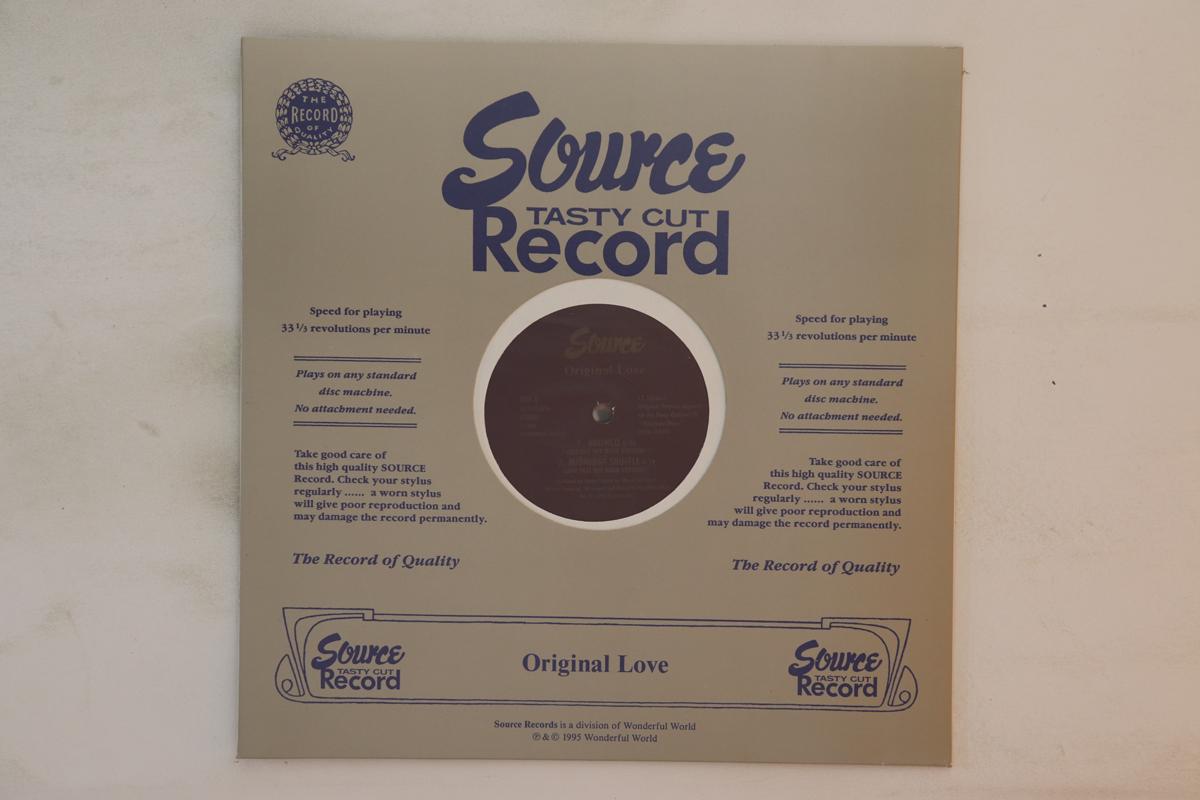 THE
RECORD
OF
QUALITY
Source
TASTY CUT
Record
Speed for playing
33 1/3 revolutions per minute
Plays on any standard
disc machine.
No attachment needed.
Take good care of
this high quality SOURCE
Record. Check your stylus
regularly ...... a worn stylus
will give poor reproduction and
may damage the record permanently.
The Record of Quality
Source
Original Love
Speed for playing
33 1/3 revolutions per minute
Plays on any standard
disc machine.
No attachment needed.
Take good care of
this high quality SOURCE
Record. Check your stylus
regularly ...... a worn stylus
will give poor reproduction and
may damage the record permanently.
The Record of Quality
Source
TASTY CUT
Record
Original Love
Source
TASTY CUT
Record
Source Records is a division of Wonderful World
℗ & © 1995 Wonderful World